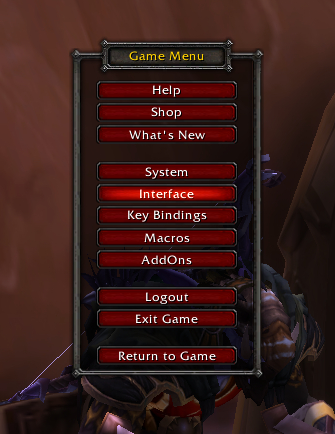 Game Menu
Help
Shop
What's New
System
Interface
Key Bindings
Macros
AddOns
Logout
Exit Game
Return to Game